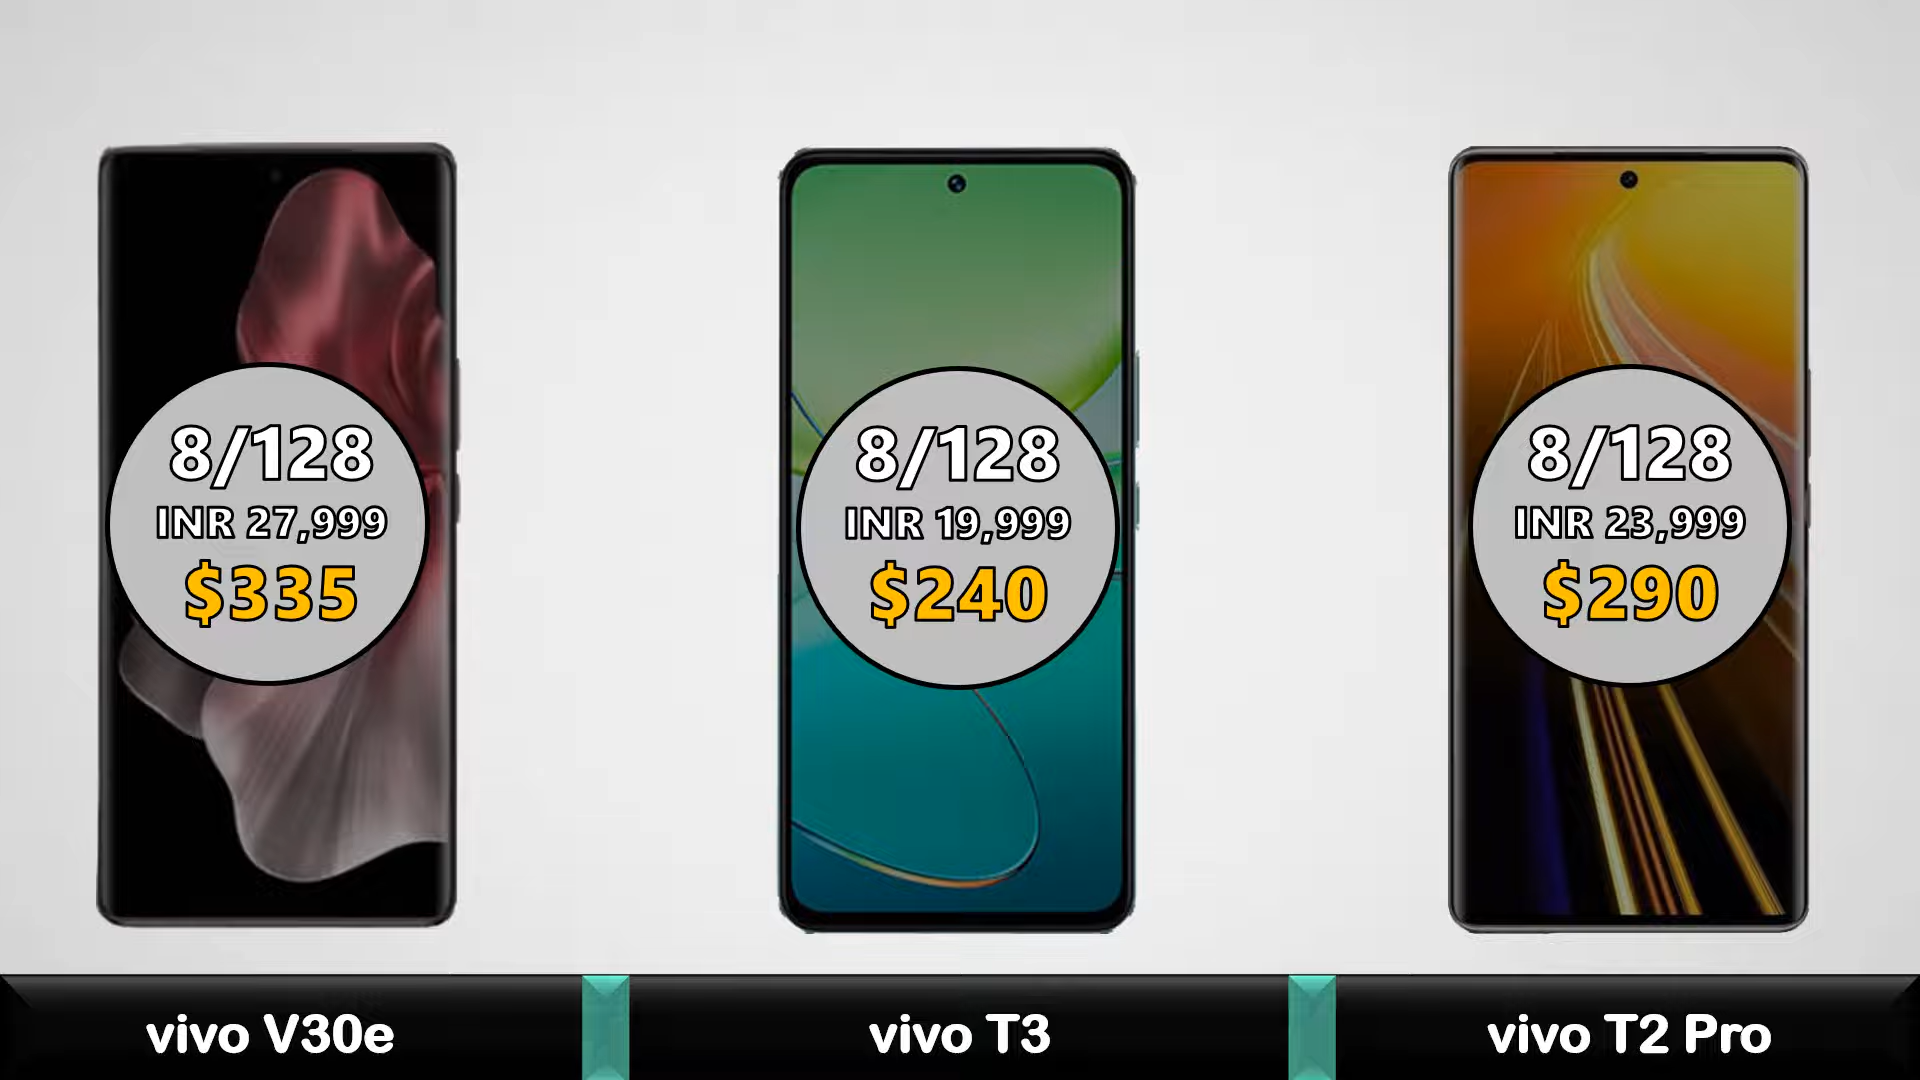 8/128
INR 27,999
$335
8/128
INR 19,999
$240
8/128
INR 23,999
$290
vivo V30e
vivo T3
vivo T2 Pro